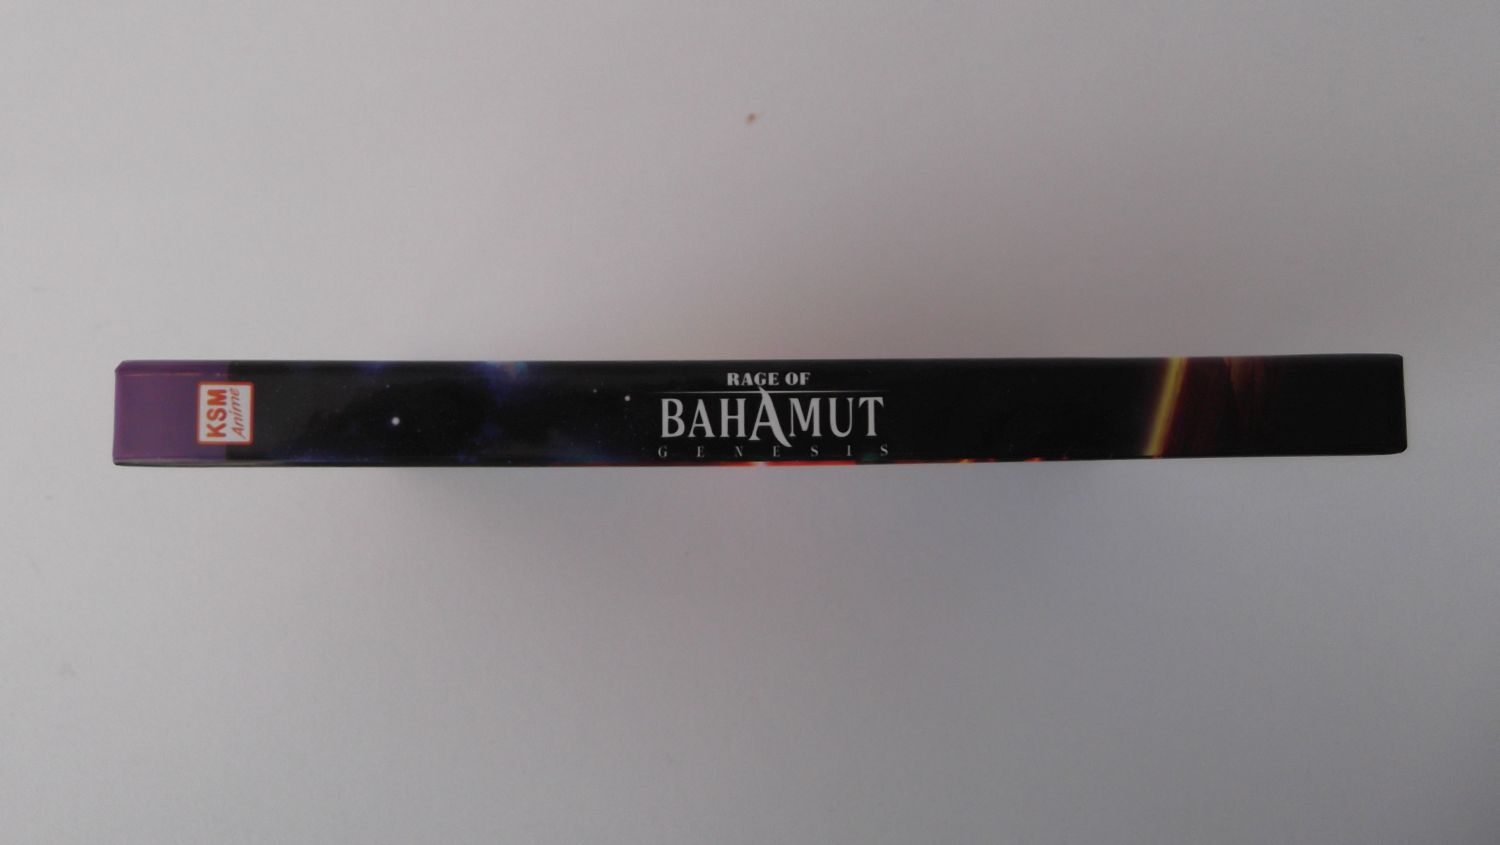 KSM
Anime
RAGE OF
BAHAMUT
GENESIS